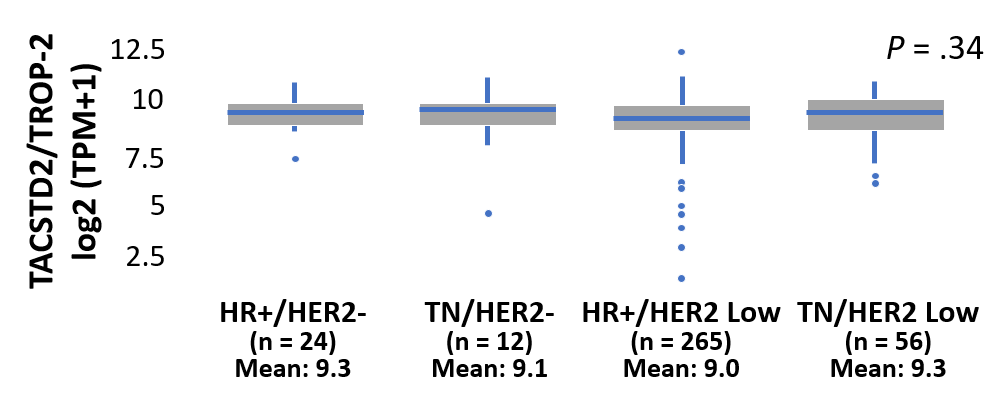 TACSTD2/TROP-2
log2 (TPM+1)
12.5
10
7.5
5
2.5
P = .34
HR+/HER2-
(n = 24)
Mean: 9.3
TN/HER2-
(n = 12)
Mean: 9.1
HR+/HER2 Low
(n = 265)
Mean: 9.0
TN/HER2 Low
(n = 56)
Mean: 9.3